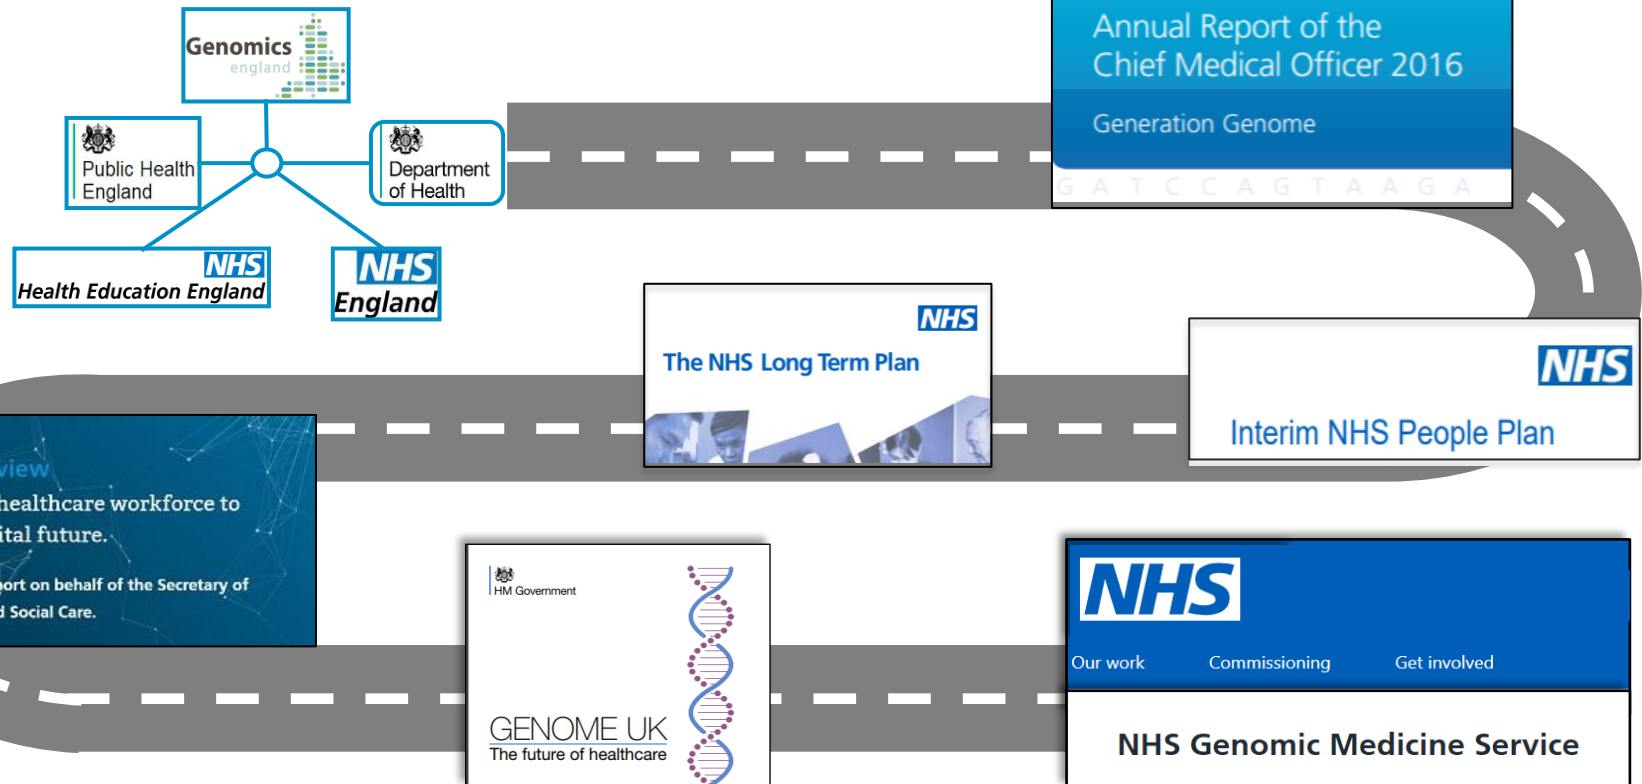 Genomics
england
Public Health
England
Department
of Health
NHS
Health Education England
NHS
England
Annual Report of the
Chief Medical Officer 2016
Generation Genome
G A T C C A G T A A G A
NHS
Interim NHS People Plan
NHS
The NHS Long Term Plan
view
healthcare workforce to
ital future.
ort on behalf of the Secretary of
d Social Care.
HM Government
GENOME UK
The future of healthcare
NHS
Our work Commissioning Get involved
NHS Genomic Medicine Service